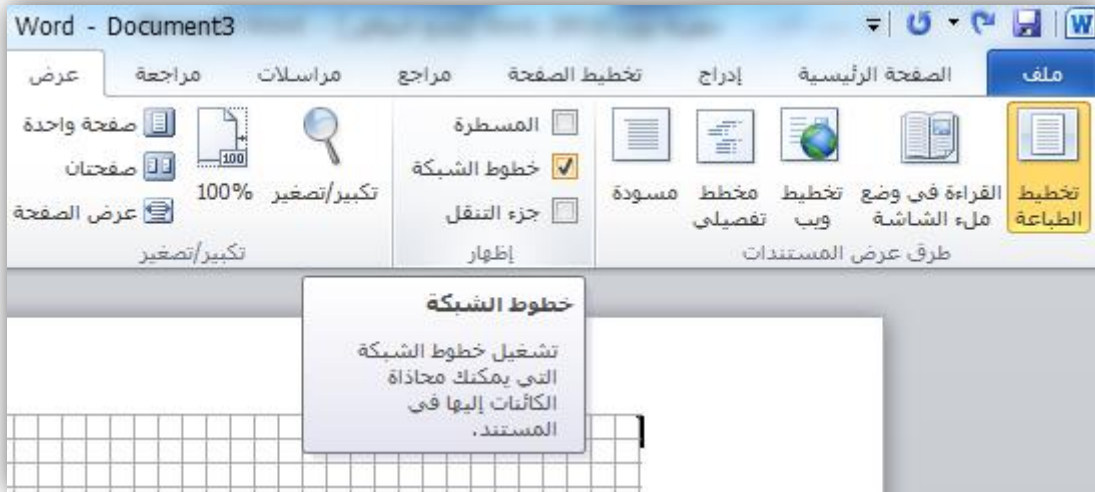 Word - Document3
ملف
الصفحة الرئيسية
إدراج
تخطيط الصفحة
مراجع
مراسلات
مراجعة
عرض
تخطيط
الطباعة
القراءة في وضع
ملء الشاشة
تخطيط
ويب
مخطط
تفصيلي
مسودة
طرق عرض المستندات
المسطرة
خطوط الشبكة
جزء التنقل
إظهار
تكبير/تصغير
100
100%
صفحة واحدة
صفحتان
عرض الصفحة
تكبير/تصغير
خطوط الشبكة
تشغيل خطوط الشبكة
التي يمكنك محاذاة
الكائنات إليها في
المستند.